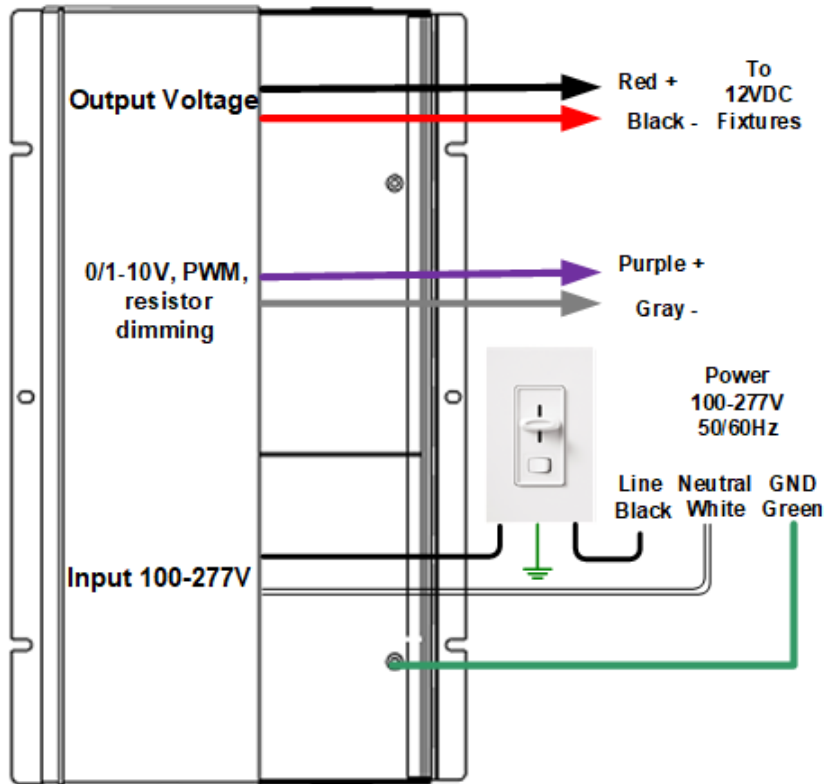 Output Voltage
Red +
Black -
To
12VDC
Fixtures
0/1-10V, PWM,
resistor
dimming
Purple +
Gray -
Power
100-277V
50/60Hz
Line
Black
Neutral
White
GND
Green
Input 100-277V